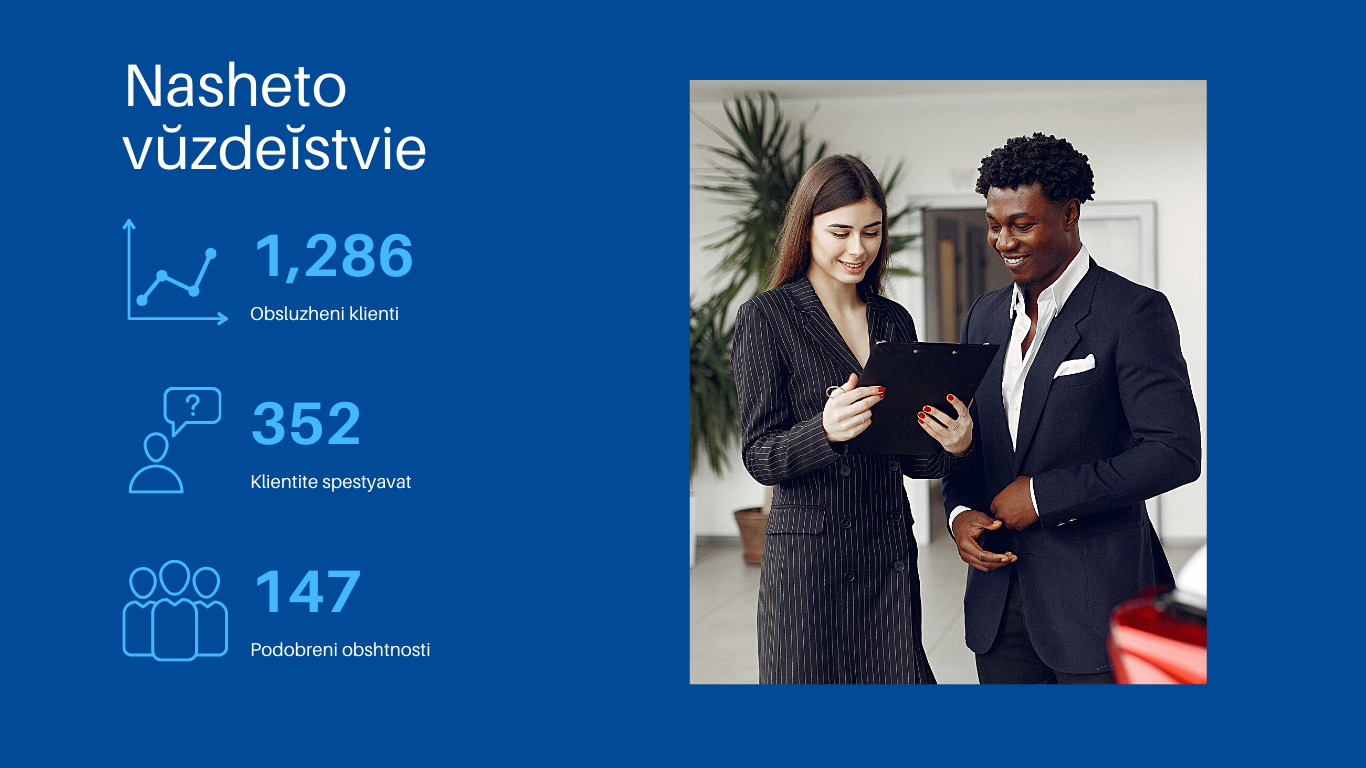 Nasheto
vŭzdeĭstvie
1,286
Obsluzheni klienti
?
352
Klientite spestyavat
147
Podobreni obshtnosti